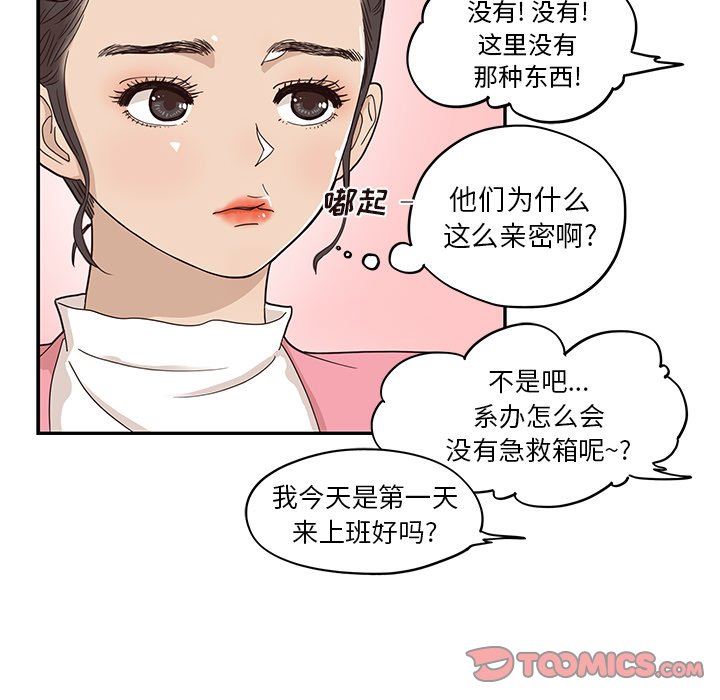 没有! 没有!
这里没有
那种东西!
嘟起
他们为什么
这么亲密啊?
不是吧...
系办怎么会
没有急救箱呢~?
我今天是第一天
来上班好吗?
TOOMICS.COM